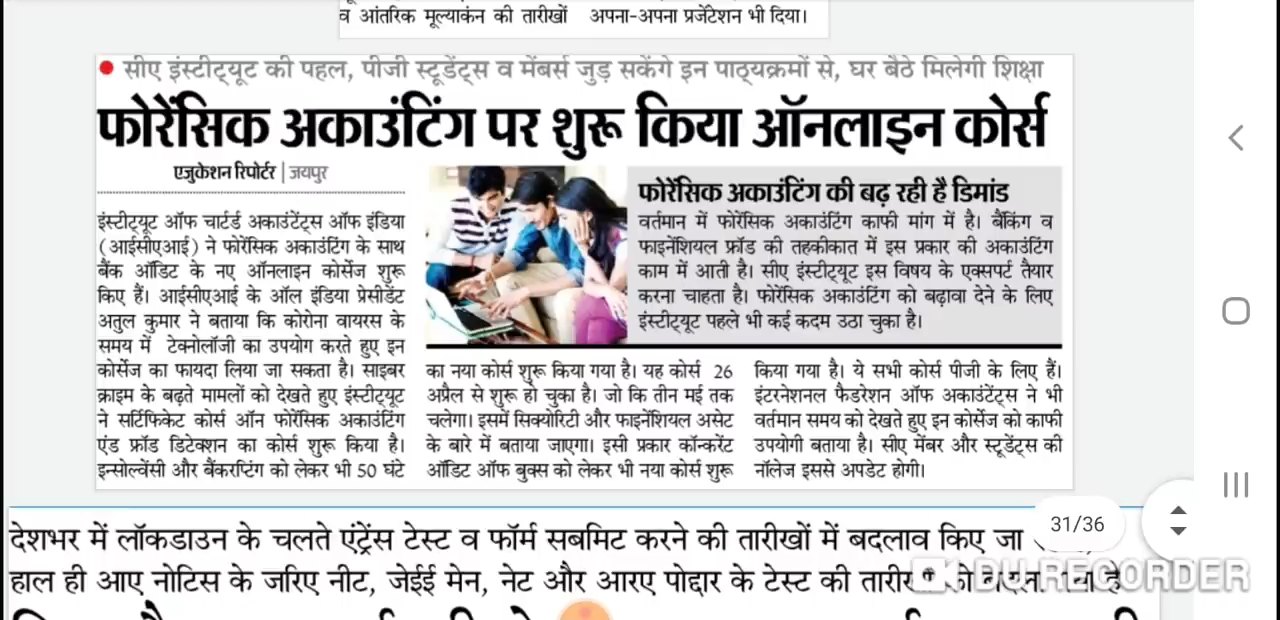 व आंतरिक मूल्याकंन की तारीखों
अपना-अपना प्रजेंटेशन भी दिया।
सीए इंस्टीट्यूट की पहल, पीजी स्टूडेंट्स व मेंबर्स जुड़ सकेंगे इन पाठ्यक्रमों से, घर बैठे मिलेगी शिक्षा
फोरेंसिक अकाउंटिंग पर शुरू किया ऑनलाइन कोर्स
एजुकेशन रिपोर्टर | जयपुर
इंस्टीट्यूट ऑफ चार्टर्ड अकाउंटेंट्स ऑफ इंडिया
(आईसीएआई) ने फोरेंसिक अकाउंटिंग के साथ
बैंक ऑडिट के नए ऑनलाइन कोर्सेज शुरू
किए हैं। आईसीएआई के ऑल इंडिया प्रेसीडेंट
अतुल कुमार ने बताया कि कोरोना वायरस के
समय में टेक्नोलॉजी का उपयोग करते हुए इन
कोर्सेज का फायदा लिया जा सकता है। साइबर
क्राइम के बढ़ते मामलों को देखते हुए इंस्टीट्यूट
ने सर्टिफिकेट कोर्स ऑन फोरेंसिक अकाउंटिंग
एंड फ्रॉड डिटेक्शन का कोर्स शुरू किया है।
इन्सोल्वेंसी और बैंकरप्टिंग को लेकर भी 50 घंटे
फोरेंसिक अकाउंटिंग की बढ़ रही है डिमांड
वर्तमान में फोरेंसिक अकाउंटिंग काफी मांग में है। बैंकिंग व
फाइनेंशियल फ्रॉड की तहकीकात में इस प्रकार की अकाउंटिंग
काम में आती है। सीए इंस्टीट्यूट इस विषय के एक्सपर्ट तैयार
करना चाहता है। फोरेंसिक अकाउंटिंग को बढ़ावा देने के लिए
इंस्टीट्यूट पहले भी कई कदम उठा चुका है।
का नया कोर्स शुरू किया गया है। यह कोर्स 26
अप्रैल से शुरू हो चुका है। जो कि तीन मई तक
चलेगा। इसमें सिक्योरिटी और फाइनेंशियल असेट
के बारे में बताया जाएगा। इसी प्रकार कॉन्करेंट
ऑडिट ऑफ बुक्स को लेकर भी नया कोर्स शुरू
किया गया है। ये सभी कोर्स पीजी के लिए हैं।
इंटरनेशनल फैडरेशन ऑफ अकाउंटेंट्स ने भी
वर्तमान समय को देखते हुए इन कोर्सेज को काफी
उपयोगी बताया है। सीए मेंबर और स्टूडेंट्स की
नॉलेज इससे अपडेट होगी।
31/36
देशभर में लॉकडाउन के चलते एंट्रेंस टेस्ट व फॉर्म सबमिट करने की तारीखों में बदलाव किए जा
हाल ही आए नोटिस के जरिए नीट, जेईई मेन, नेट और आरए पोद्दार के टेस्ट की
DU RECORDER